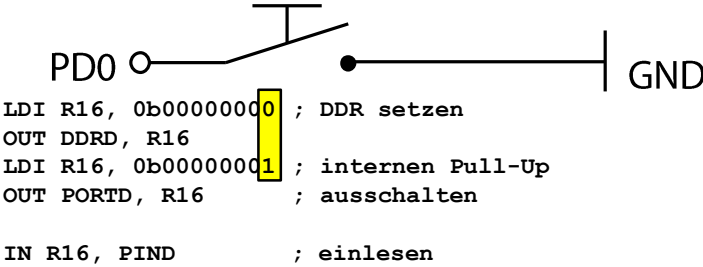 PD0 GND
LDI R16, 0b00000000 ; DDR setzen
OUT DDRD, R16
LDI R16, 0b00000001 ; internen Pull-Up
OUT PORTD, R16 ; ausschalten
IN R16, PIND ; einlesen